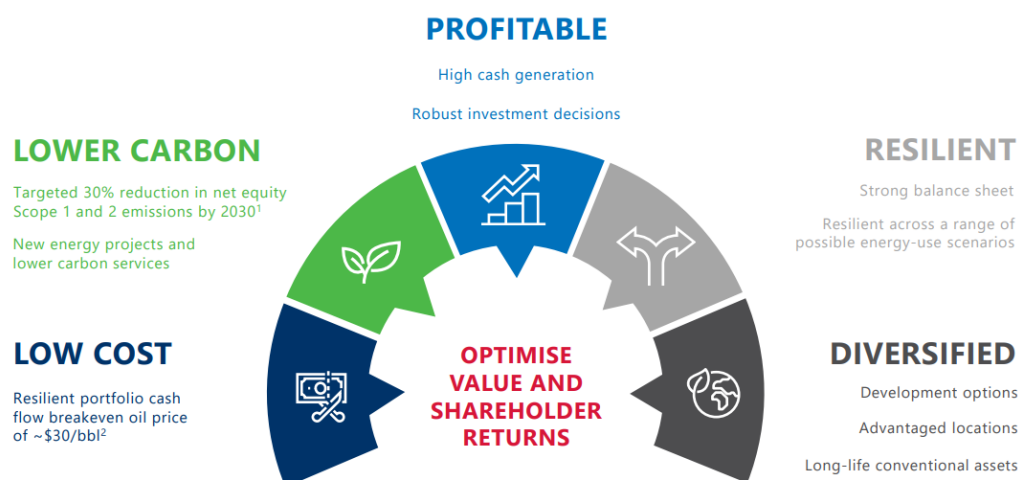 PROFITABLE
High cash generation
Robust investment decisions
LOWER CARBON
Targeted 30% reduction in net equity
Scope 1 and 2 emissions by 2030¹
New energy projects and
lower carbon services
RESILIENT
Strong balance sheet
Resilient across a range of
possible energy-use scenarios
LOW COST
Resilient portfolio cash
flow breakeven oil price
of ~$30/bbl²
OPTIMISE
VALUE AND
SHAREHOLDER
RETURNS
DIVERSIFIED
Development options
Advantaged locations
Long-life conventional assets